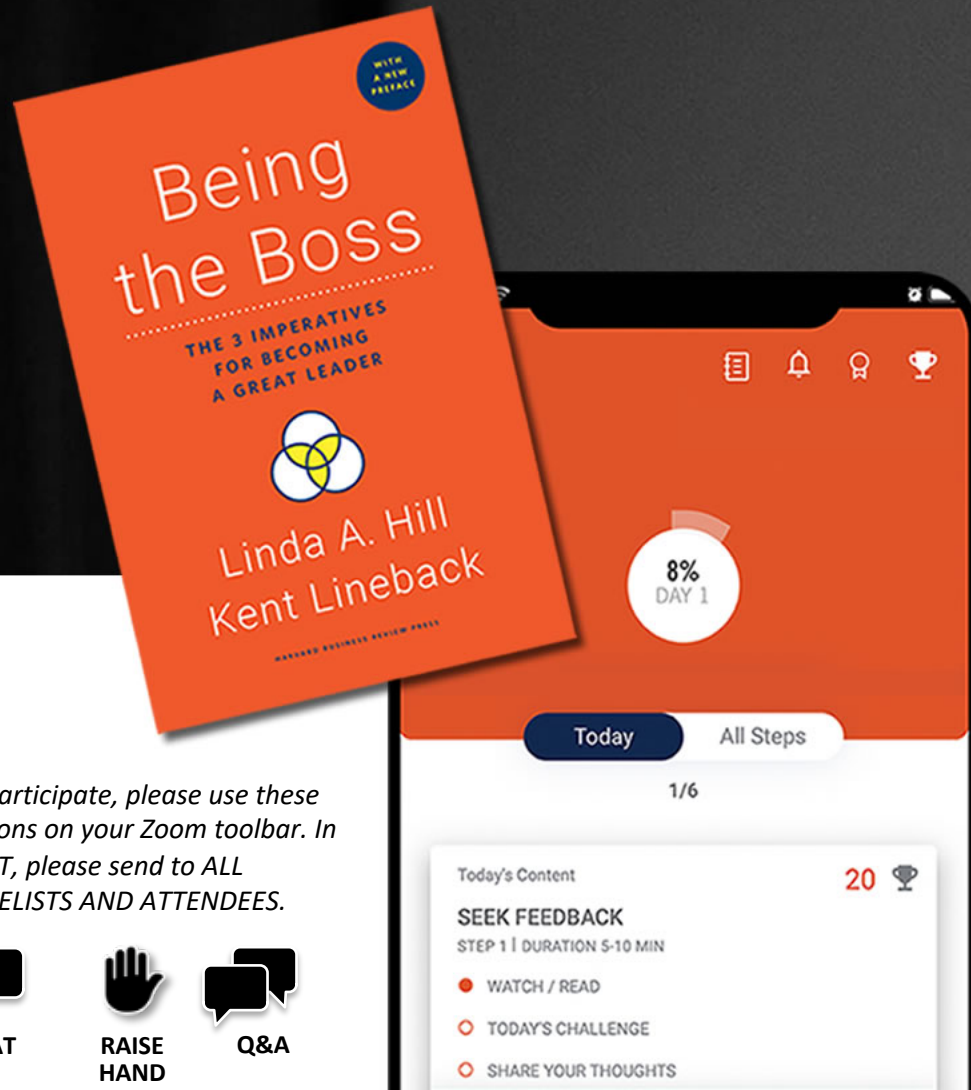 WITH
A NEW
PREFACE
Being
the Boss
THE 3 IMPERATIVES
FOR BECOMING
A GREAT LEADER
Linda A. Hill
Kent Lineback
HARVARD BUSINESS REVIEW PRESS
8%
DAY 1
Today
All Steps
1/6
Today's Content
20
SEEK FEEDBACK
STEP 1 | DURATION 5-10 MIN
WATCH / READ
TODAY'S CHALLENGE
SHARE YOUR THOUGHTS
articipate, please use these
ons on your Zoom toolbar. In
T, please send to ALL
ELISTS AND ATTENDEES.
AT
RAISE
HAND
Q&A